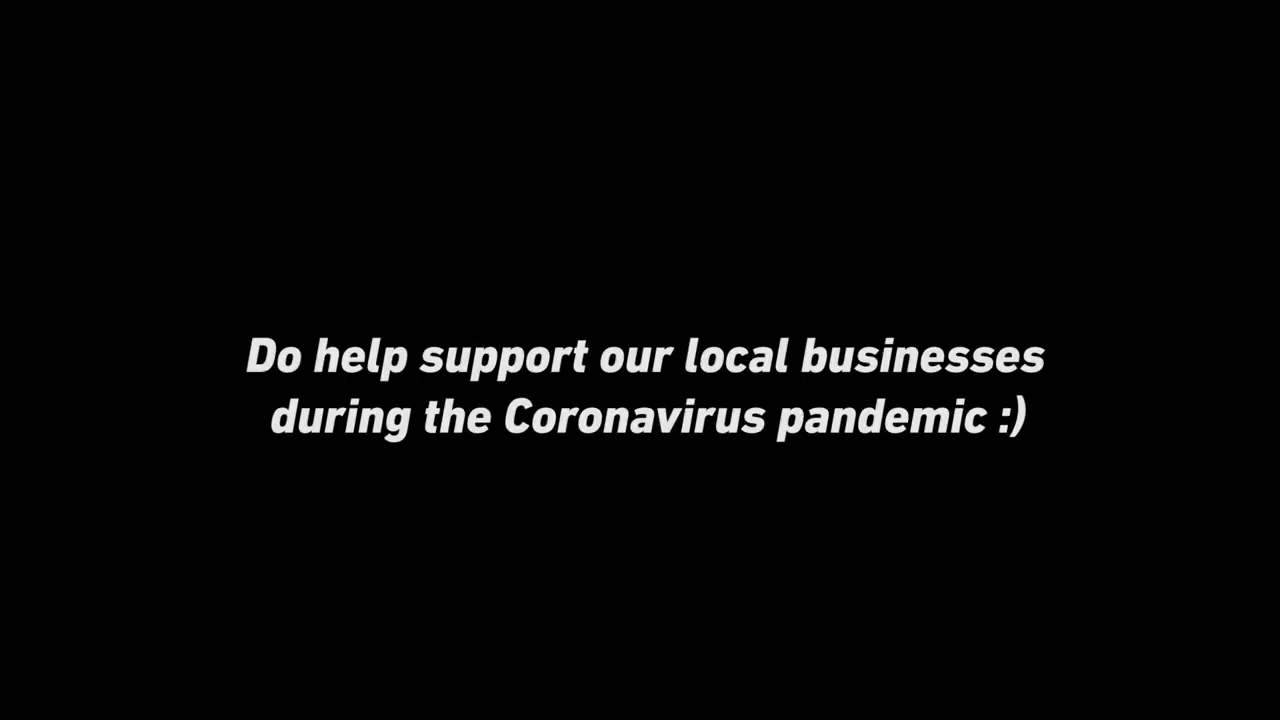 Do help support our local businesses
during the Coronavirus pandemic :)